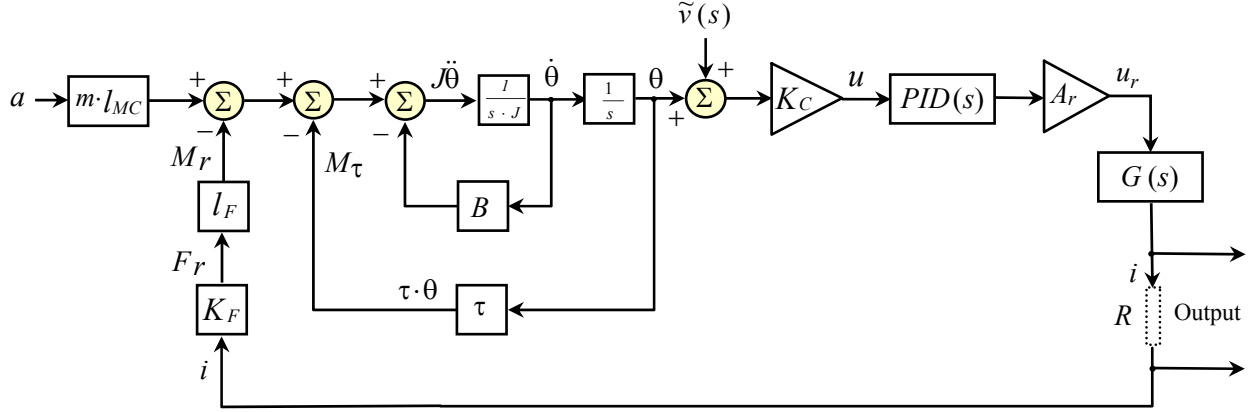 ṽ(s)
a
m·l_MC
+
Σ
−
+
Σ
−
+
Σ
−
Jθ̈
1/(s · J)
θ̇
1/s
θ
+
+
Σ
K_C
u
PID(s)
A_r
u_r
M_r
M_τ
l_F
B
G(s)
F_r
τ·θ
τ
K_F
i
R
Output
i